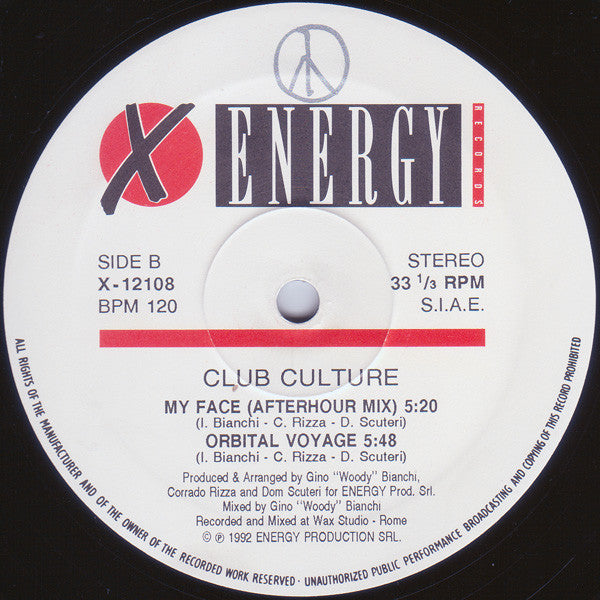 X ENERGY
RECORDS
SIDE B
X-12108
BPM 120
STEREO
33 1/3 RPM
S.I.A.E.
CLUB CULTURE
MY FACE (AFTERHOUR MIX) 5:20
(I. Bianchi - C. Rizza - D. Scuteri)
ORBITAL VOYAGE 5:48
(I. Bianchi - C. Rizza - D. Scuteri)
Produced & Arranged by Gino "Woody" Bianchi,
Corrado Rizza and Dom Scuteri for ENERGY Prod. Srl.
Mixed by Gino "Woody" Bianchi
Recorded and Mixed at Wax Studio - Rome
© ℗ 1992 ENERGY PRODUCTION SRL.
ALL RIGHTS OF THE MANUFACTURER AND OF THE OWNER OF THE RECORDED WORK RESERVED · UNAUTHORIZED PUBLIC PERFORMANCE BROADCASTING AND COPYING OF THIS RECORD PROHIBITED